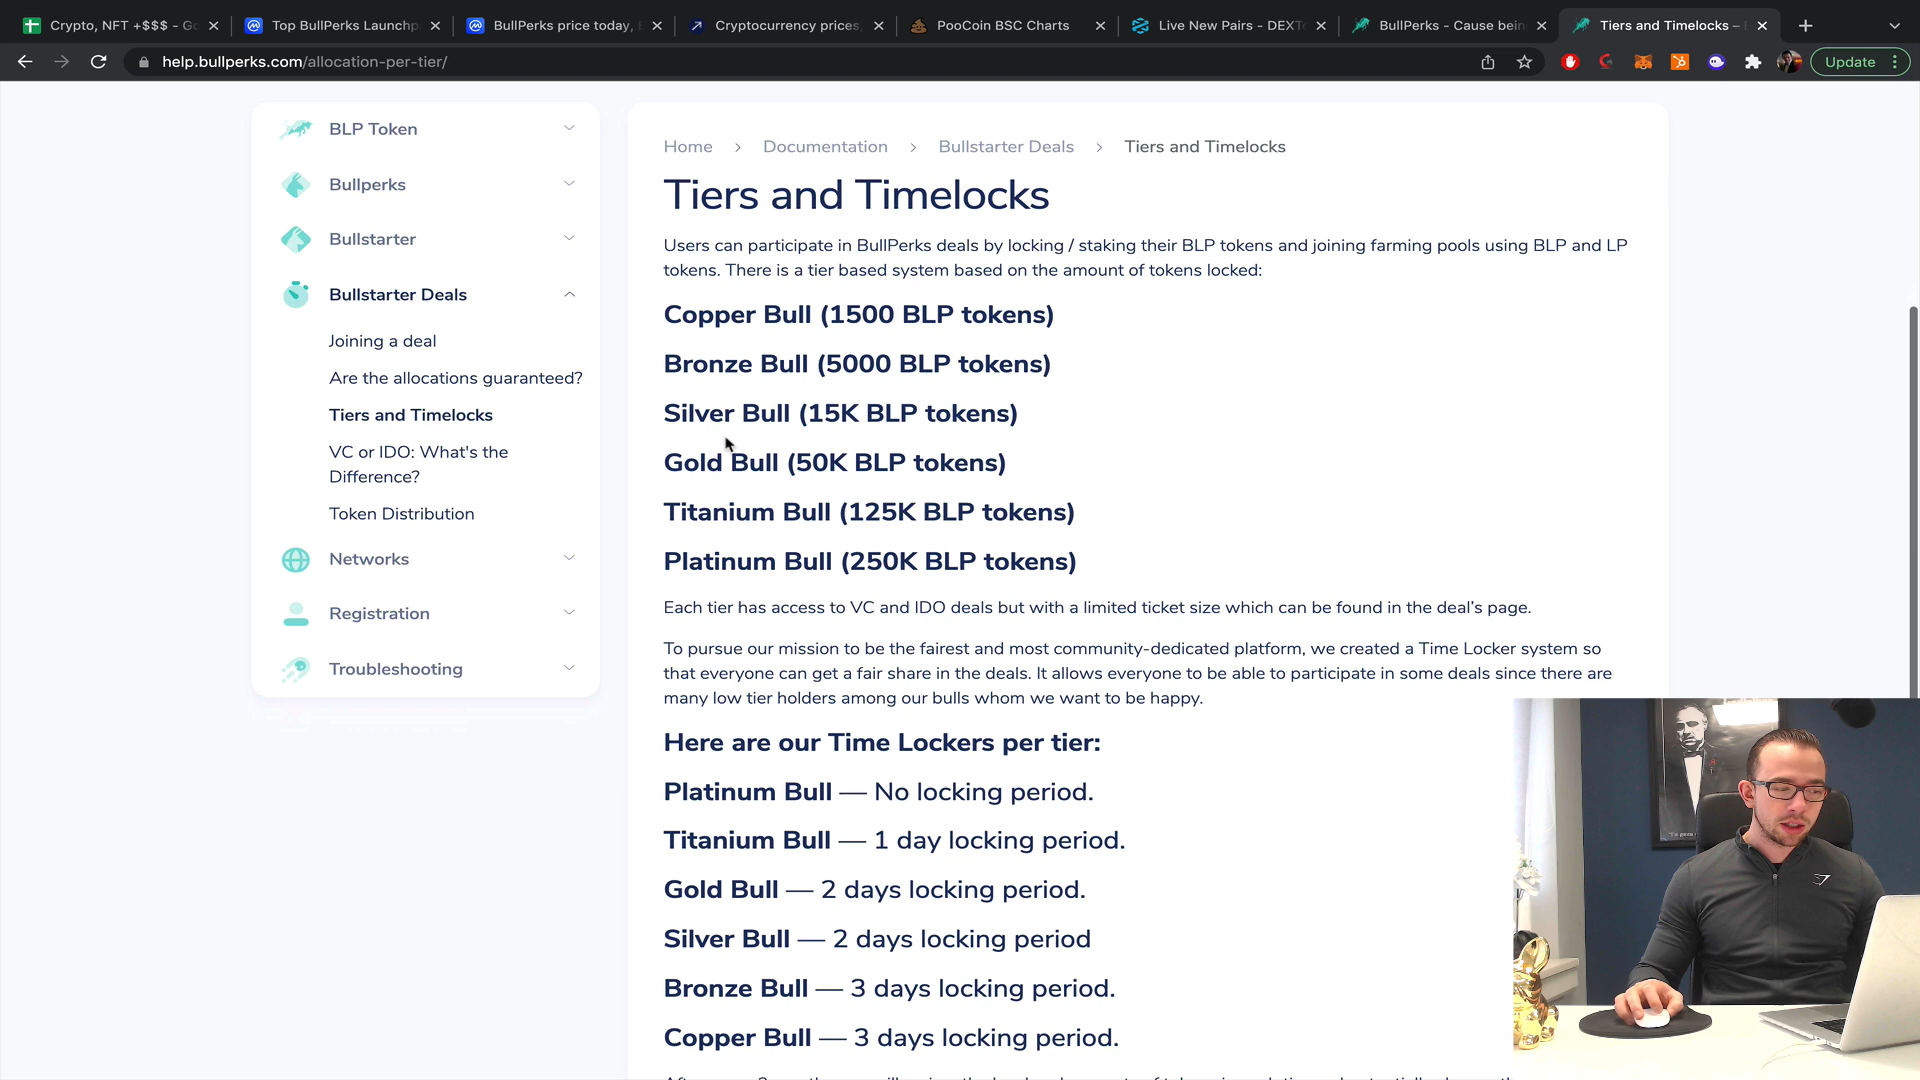 Crypto, NFT +$$$ - Go
Top BullPerks Launchp
BullPerks price today,
Cryptocurrency prices,
PooCoin BSC Charts
Live New Pairs - DEXTo
BullPerks - Cause bein
Tiers and Timelocks –
help.bullperks.com/allocation-per-tier/
Update
BLP Token
Bullperks
Bullstarter
Bullstarter Deals
Joining a deal
Are the allocations guaranteed?
Tiers and Timelocks
VC or IDO: What's the
Difference?
Token Distribution
Networks
Registration
Troubleshooting
Home > Documentation > Bullstarter Deals > Tiers and Timelocks
Tiers and Timelocks
Users can participate in BullPerks deals by locking / staking their BLP tokens and joining farming pools using BLP and LP
tokens. There is a tier based system based on the amount of tokens locked:
Copper Bull (1500 BLP tokens)
Bronze Bull (5000 BLP tokens)
Silver Bull (15K BLP tokens)
Gold Bull (50K BLP tokens)
Titanium Bull (125K BLP tokens)
Platinum Bull (250K BLP tokens)
Each tier has access to VC and IDO deals but with a limited ticket size which can be found in the deal’s page.
To pursue our mission to be the fairest and most community-dedicated platform, we created a Time Locker system so
that everyone can get a fair share in the deals. It allows everyone to be able to participate in some deals since there are
many low tier holders among our bulls whom we want to be happy.
Here are our Time Lockers per tier:
Platinum Bull — No locking period.
Titanium Bull — 1 day locking period.
Gold Bull — 2 days locking period.
Silver Bull — 2 days locking period
Bronze Bull — 3 days locking period.
Copper Bull — 3 days locking period.